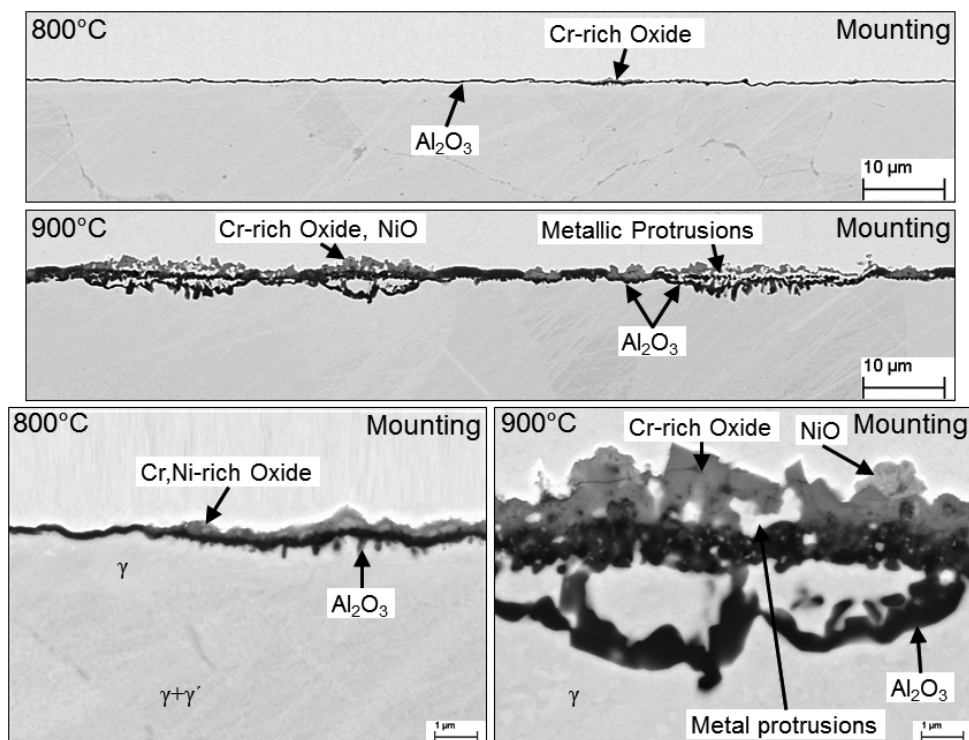 800°C
Cr-rich Oxide
Mounting
Al₂O₃
10 µm
900°C
Cr-rich Oxide, NiO
Metallic Protrusions
Mounting
Al₂O₃
10 µm
800°C
Mounting
Cr,Ni-rich Oxide
γ
Al₂O₃
γ+γ´
1 µm
900°C
Cr-rich Oxide
NiO
Mounting
γ
Al₂O₃
Metal protrusions
1 µm